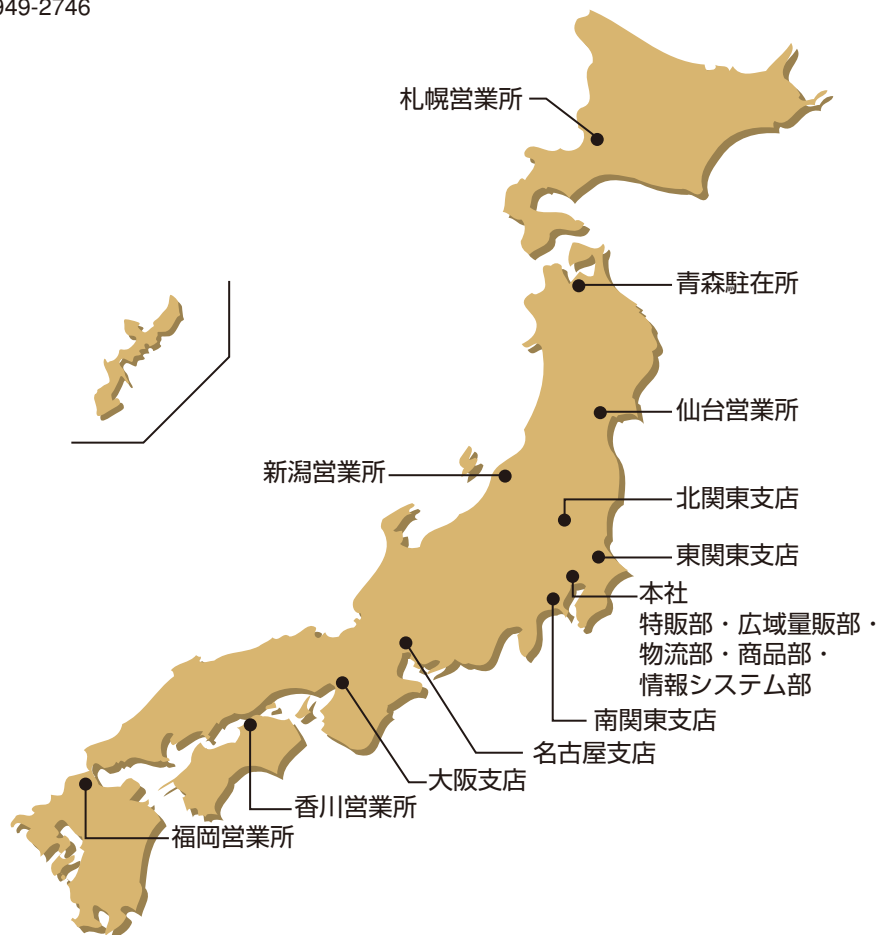 949-2746
札幌営業所
青森駐在所
仙台営業所
新潟営業所
北関東支店
東関東支店
本社
特販部・広域量販部・
物流部・商品部・
情報システム部
南関東支店
名古屋支店
大阪支店
香川営業所
福岡営業所